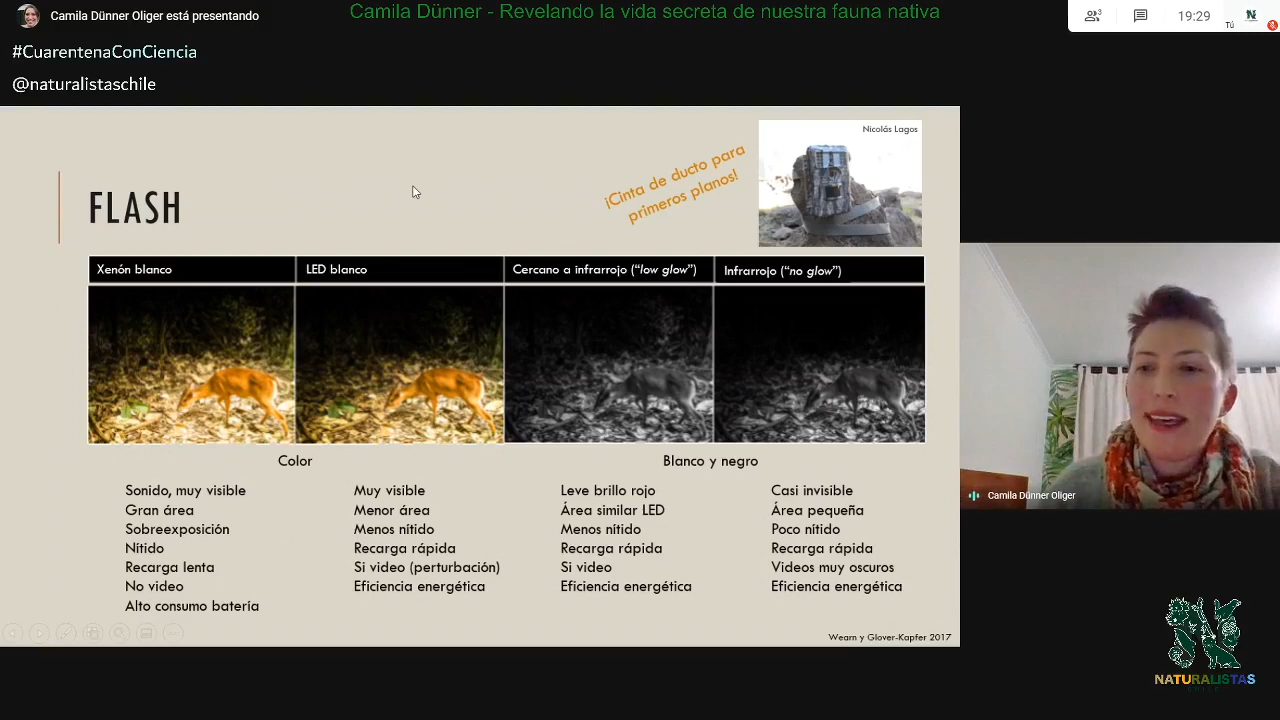 Camila Dünner Oliger está presentando
Camila Dünner - Revelando la vida secreta de nuestra fauna nativa
3
19:29
Tú
#CuarentenaConCiencia
@naturalistaschile
Nicolás Lagos
¡Cinta de ducto para
primeros planos!
FLASH
Xenón blanco
LED blanco
Cercano a infrarrojo (“low glow”)
Infrarrojo (“no glow”)
Color
Blanco y negro
Sonido, muy visible
Gran área
Sobreexposición
Nítido
Recarga lenta
No video
Alto consumo batería
Muy visible
Menor área
Menos nítido
Recarga rápida
Si video (perturbación)
Eficiencia energética
Leve brillo rojo
Área similar LED
Menos nítido
Recarga rápida
Si video
Eficiencia energética
Casi invisible
Área pequeña
Poco nítido
Recarga rápida
Videos muy oscuros
Eficiencia energética
Wearn y Glover-Kapfer 2017
Camila Dünner Oliger
NATURALISTAS
CHILE